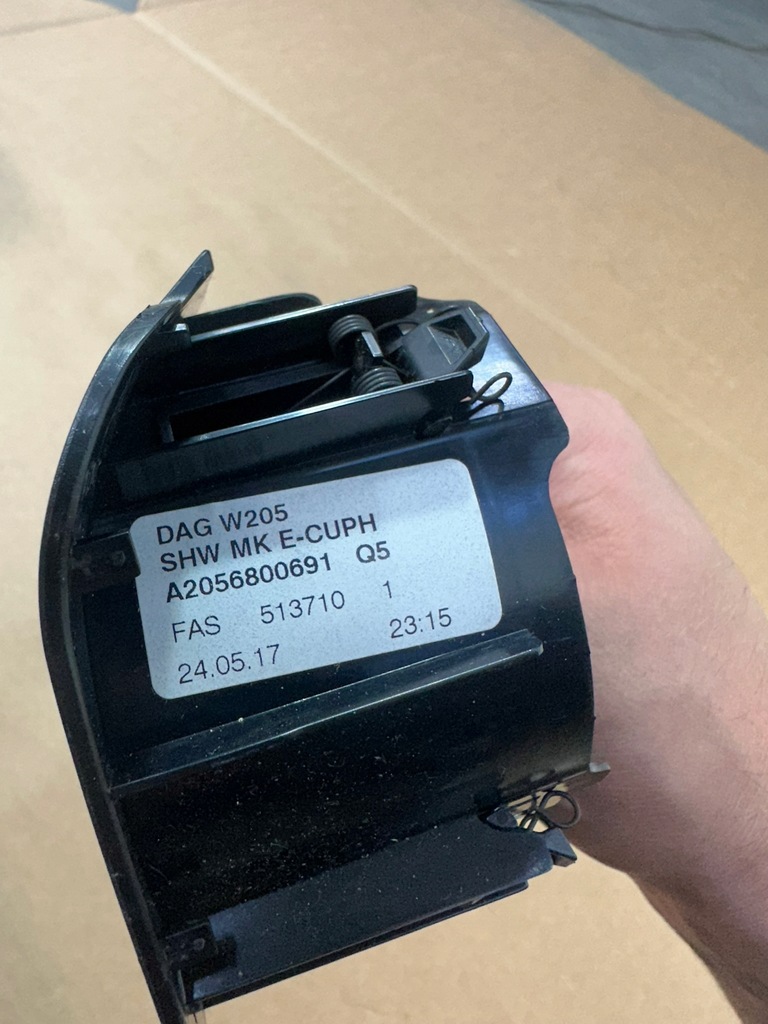 DAG W205
SHW MK E-CUPH
A2056800691 Q5
FAS 513710 1
24.05.17 23:15